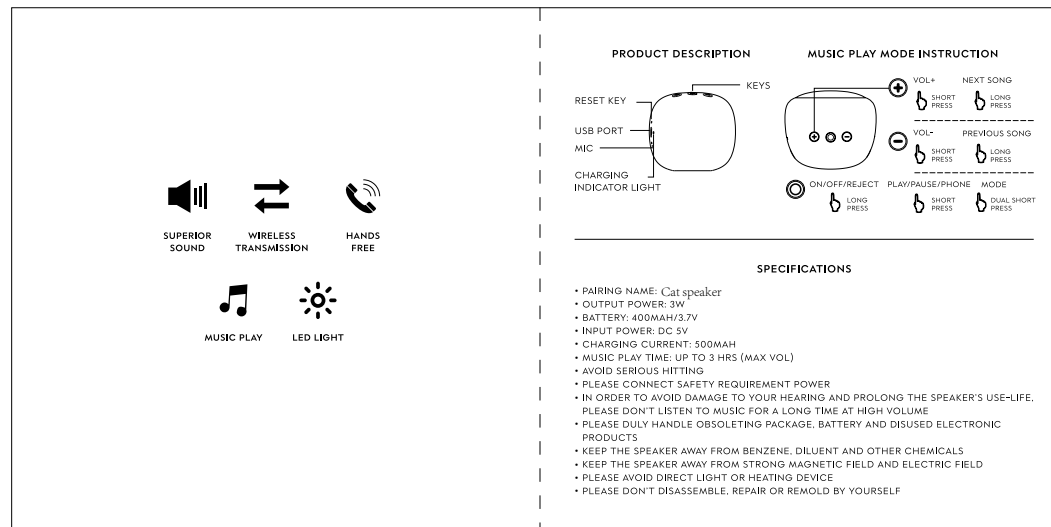 SUPERIOR
SOUND
WIRELESS
TRANSMISSION
HANDS
FREE
MUSIC PLAY
LED LIGHT
PRODUCT DESCRIPTION
KEYS
RESET KEY
USB PORT
MIC
CHARGING
INDICATOR LIGHT
MUSIC PLAY MODE INSTRUCTION
VOL+
SHORT
PRESS
NEXT SONG
LONG
PRESS
VOL-
SHORT
PRESS
PREVIOUS SONG
LONG
PRESS
ON/OFF/REJECT
LONG
PRESS
PLAY/PAUSE/PHONE
SHORT
PRESS
MODE
DUAL SHORT
PRESS
SPECIFICATIONS
• PAIRING NAME: Cat speaker
• OUTPUT POWER: 3W
• BATTERY: 400MAH/3.7V
• INPUT POWER: DC 5V
• CHARGING CURRENT: 500MAH
• MUSIC PLAY TIME: UP TO 3 HRS (MAX VOL)
• AVOID SERIOUS HITTING
• PLEASE CONNECT SAFETY REQUIREMENT POWER
• IN ORDER TO AVOID DAMAGE TO YOUR HEARING AND PROLONG THE SPEAKER'S USE-LIFE,
PLEASE DON'T LISTEN TO MUSIC FOR A LONG TIME AT HIGH VOLUME
• PLEASE DULY HANDLE OBSOLETING PACKAGE, BATTERY AND DISUSED ELECTRONIC
PRODUCTS
• KEEP THE SPEAKER AWAY FROM BENZENE, DILUENT AND OTHER CHEMICALS
• KEEP THE SPEAKER AWAY FROM STRONG MAGNETIC FIELD AND ELECTRIC FIELD
• PLEASE AVOID DIRECT LIGHT OR HEATING DEVICE
• PLEASE DON'T DISASSEMBLE, REPAIR OR REMOLD BY YOURSELF